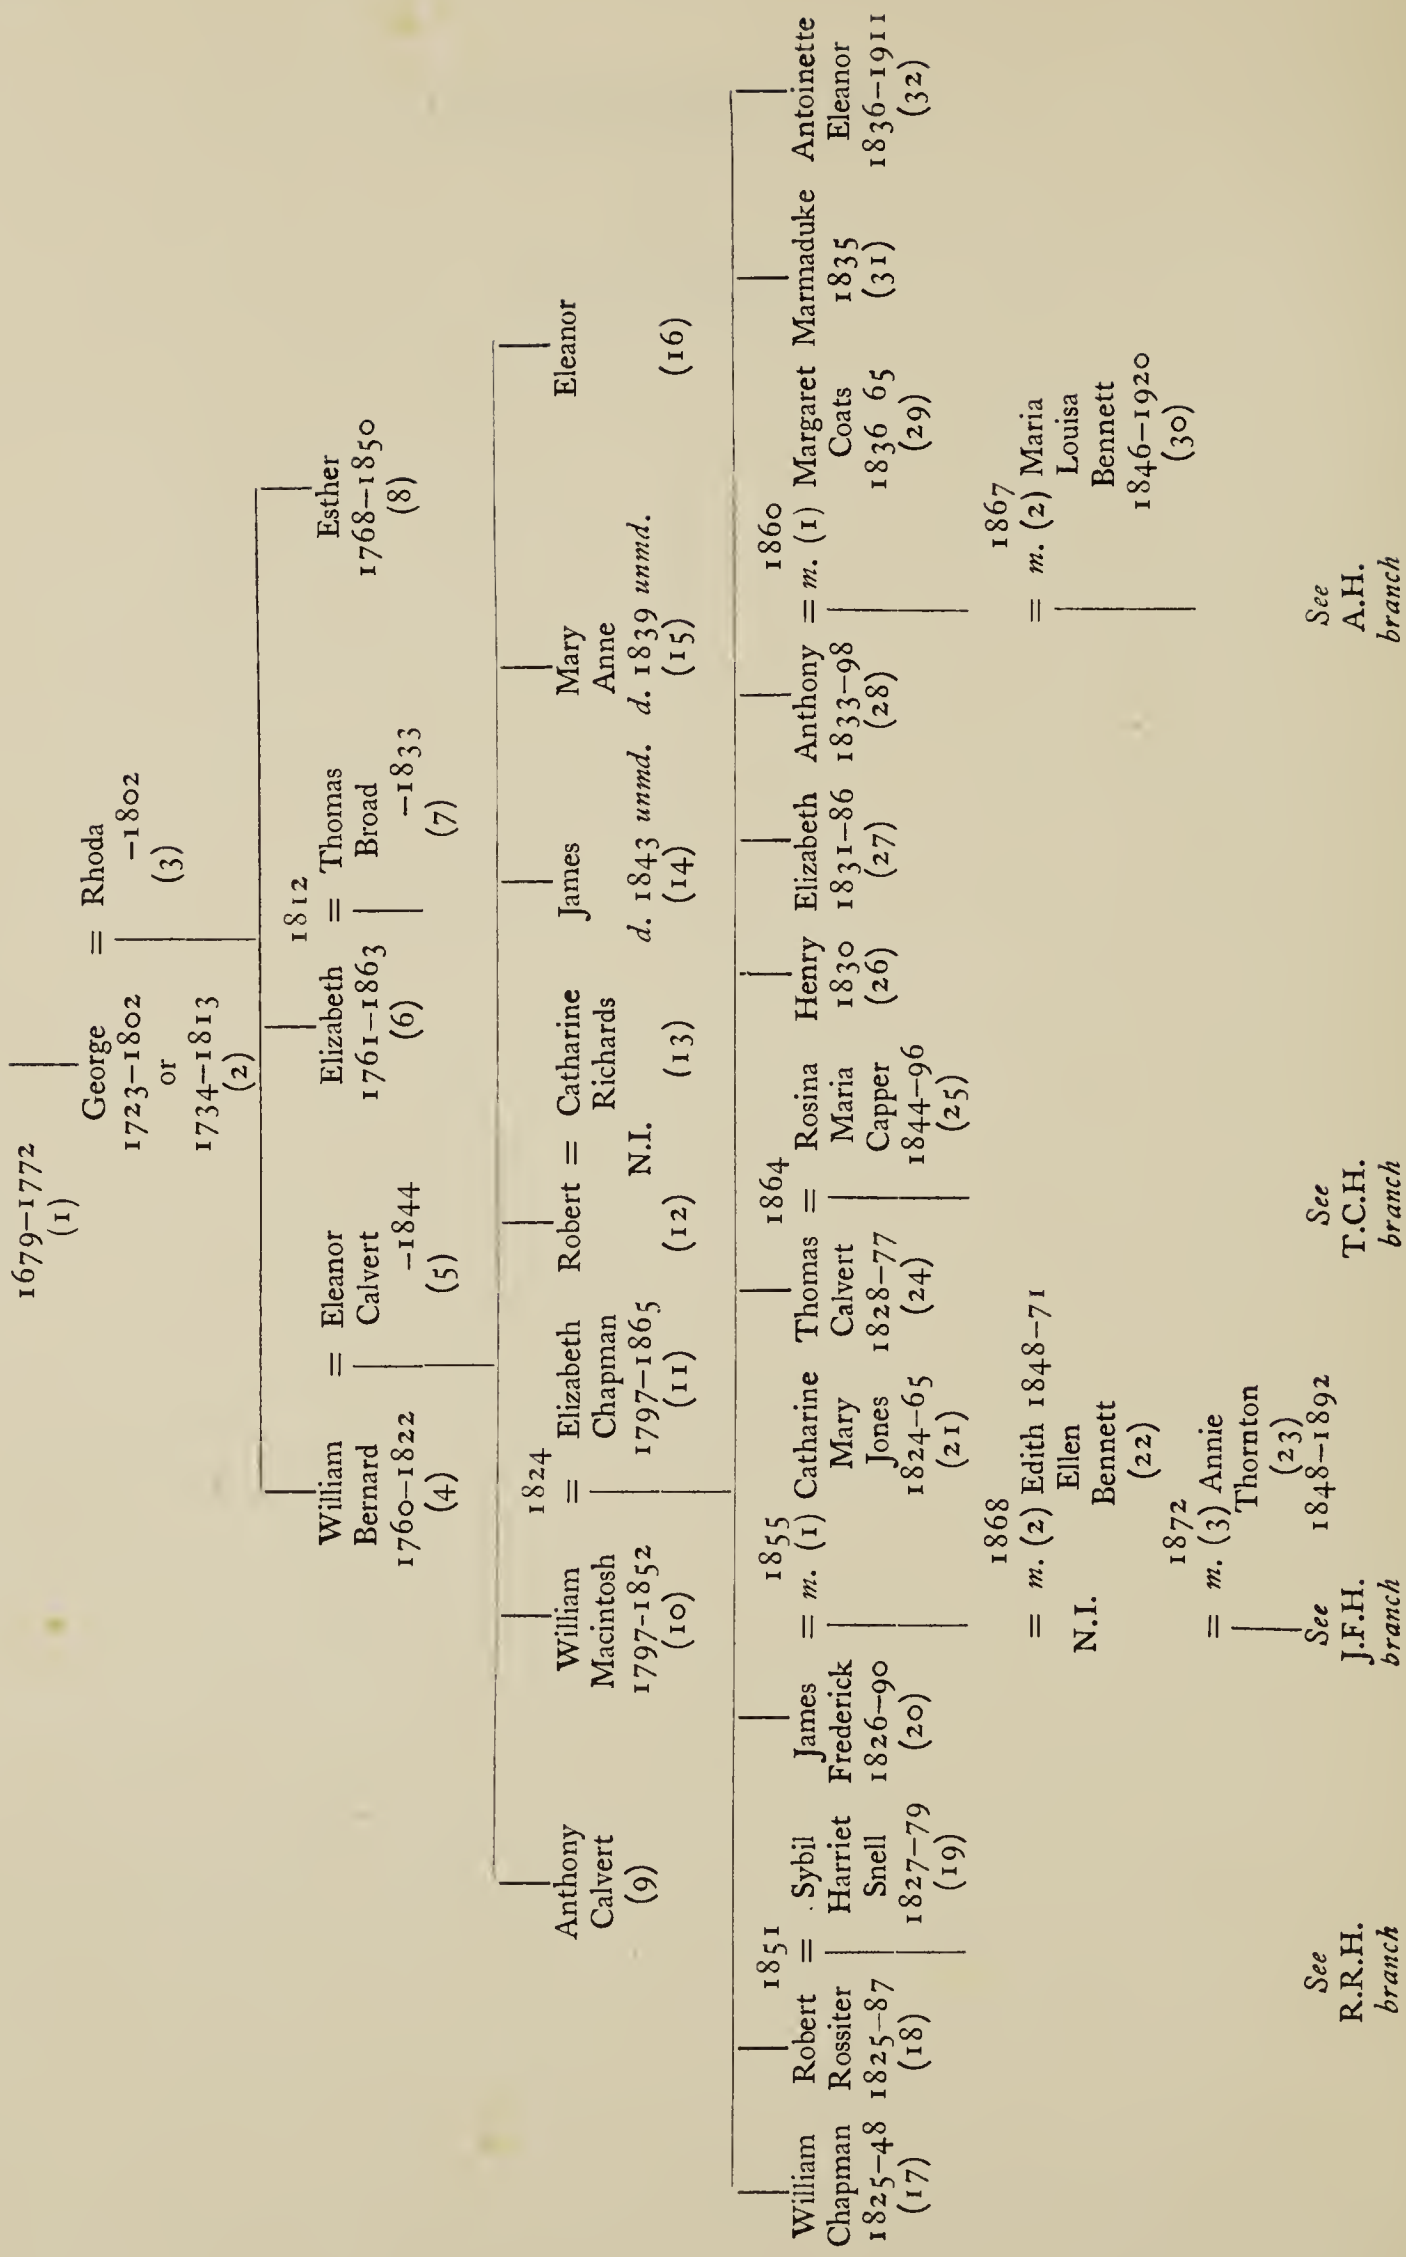 1679–1772
(1)
George
1723–1802
or
1734–1813
(2)
= Rhoda
–1802
(3)
William
Bernard
1760–1822
(4)
= Eleanor
Calvert
–1844
(5)
Elizabeth
1761–1863
(6)
1812
= Thomas
Broad
–1833
(7)
Esther
1768–1850
(8)
Anthony
Calvert
(9)
William
Macintosh
1797-1852
(10)
1824
= Elizabeth
Chapman
1797–1865
(11)
Robert = Catharine
Richards
N.I.
(12)
(13)
James
d. 1843 unmd.
(14)
Mary
Anne
d. 1839 unmd.
(15)
Eleanor
(16)
William
Chapman
1825–48
(17)
Robert
Rossiter
1825–87
(18)
1851
= Sybil
Harriet
Snell
1827–79
(19)
James
Frederick
1826–90
(20)
1855
= m. (1) Catharine
Mary
Jones
1824–65
(21)
1868
= m. (2) Edith 1848–71
Ellen
Bennett
(22)
N.I.
1872
= m. (3) Annie
Thornton
(23)
1848–1892
Thomas
Calvert
1828–77
(24)
1864
= Rosina
Maria
Capper
1844–96
(25)
Henry
1830
(26)
Elizabeth
1831–86
(27)
Anthony
1833–98
(28)
1860
= m. (1) Margaret
Coats
1836 65
(29)
1867
= m. (2) Maria
Louisa
Bennett
1846–1920
(30)
Marmaduke
1835
(31)
Antoinette
Eleanor
1836–1911
(32)
See
R.R.H.
branch
See
J.F.H.
branch
See
T.C.H.
branch
See
A.H.
branch